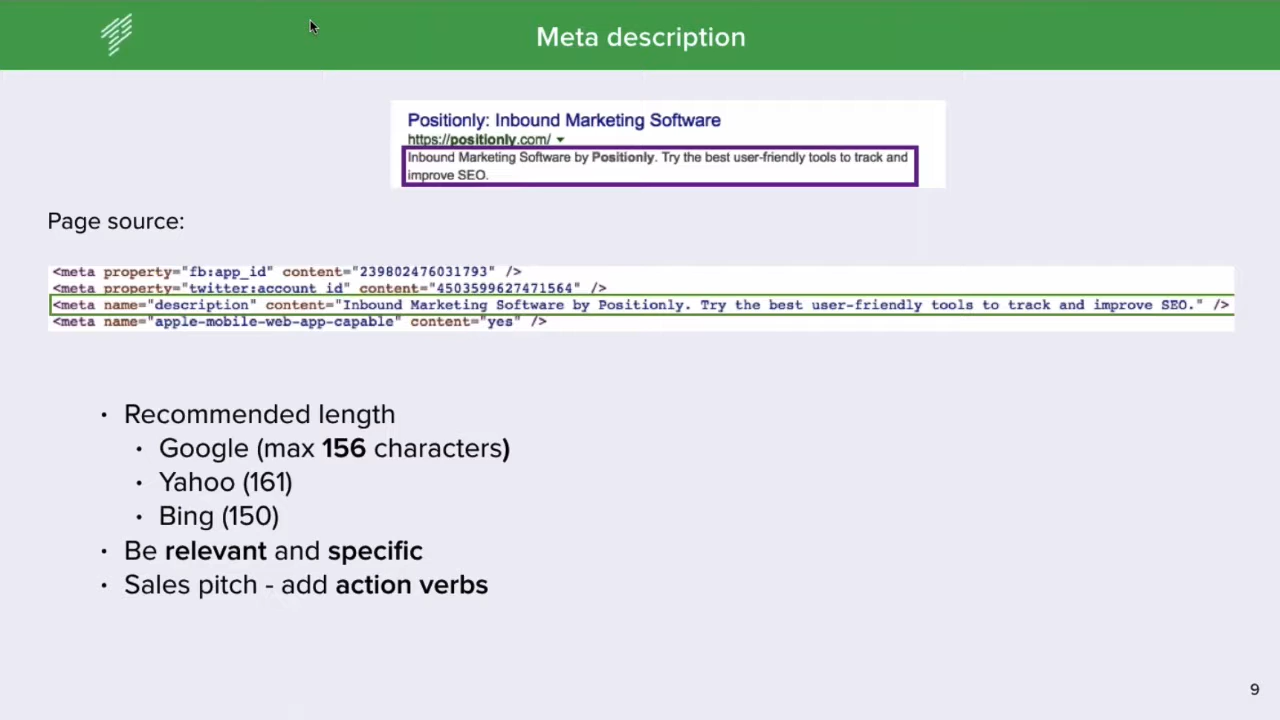 Meta description
Positionly: Inbound Marketing Software
https://positionly.com/
Inbound Marketing Software by Positionly. Try the best user-friendly tools to track and
improve SEO.
Page source:
<meta property="fb:app_id" content="239802476031793" />
<meta property="twitter:account_id" content="4503599627471564" />
<meta name="description" content="Inbound Marketing Software by Positionly. Try the best user-friendly tools to track and improve SEO." />
<meta name="apple-mobile-web-app-capable" content="yes" />
• Recommended length
• Google (max 156 characters)
• Yahoo (161)
• Bing (150)
• Be relevant and specific
• Sales pitch - add action verbs
9